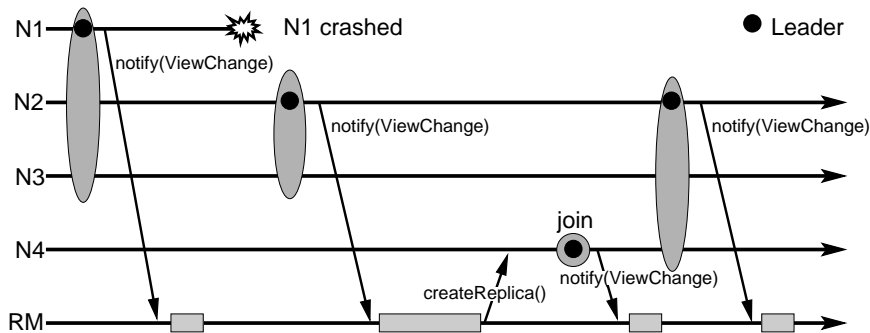 N1
N1 crashed
Leader
notify(ViewChange)
N2
notify(ViewChange)
notify(ViewChange)
N3
join
N4
notify(ViewChange)
createReplica()
RM